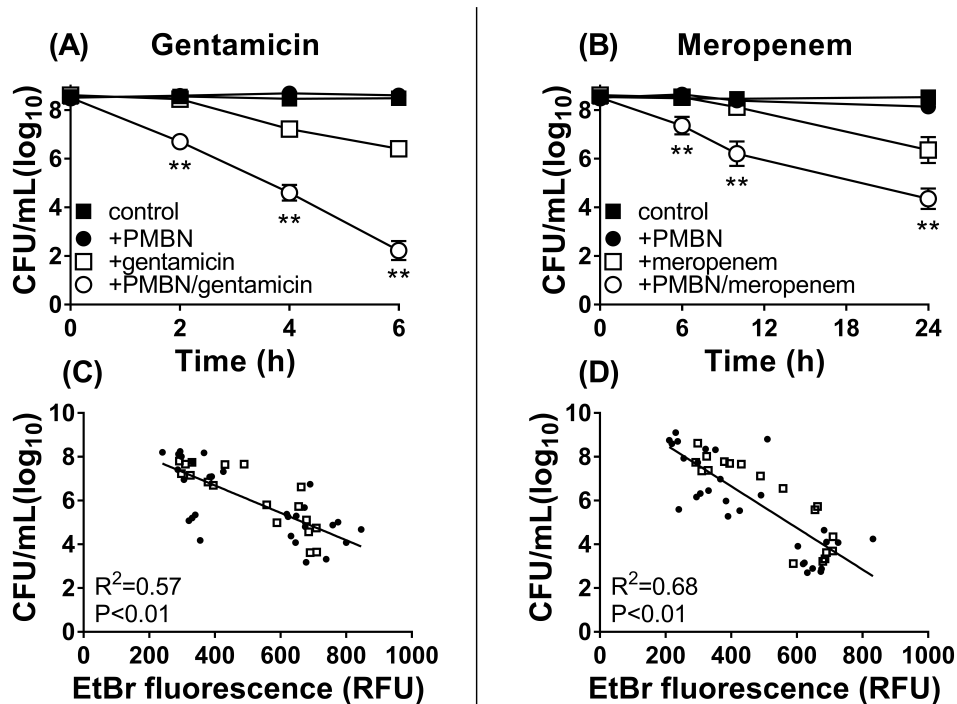 (A) Gentamicin
CFU/mL(log10)
8
6
4
2
0
**
**
**
control
+PMBN
+gentamicin
+PMBN/gentamicin
0 2 4 6
Time (h)
(B) Meropenem
CFU/mL(log10)
8
6
4
2
0
**
**
**
control
+PMBN
+meropenem
+PMBN/meropenem
0 6 12 18 24
Time (h)
(C)
CFU/mL(log10)
10
8
6
4
2
0
R2=0.57
P<0.01
0 200 400 600 800 1000
EtBr fluorescence (RFU)
(D)
CFU/mL(log10)
10
8
6
4
2
0
R2=0.68
P<0.01
0 200 400 600 800 1000
EtBr fluorescence (RFU)